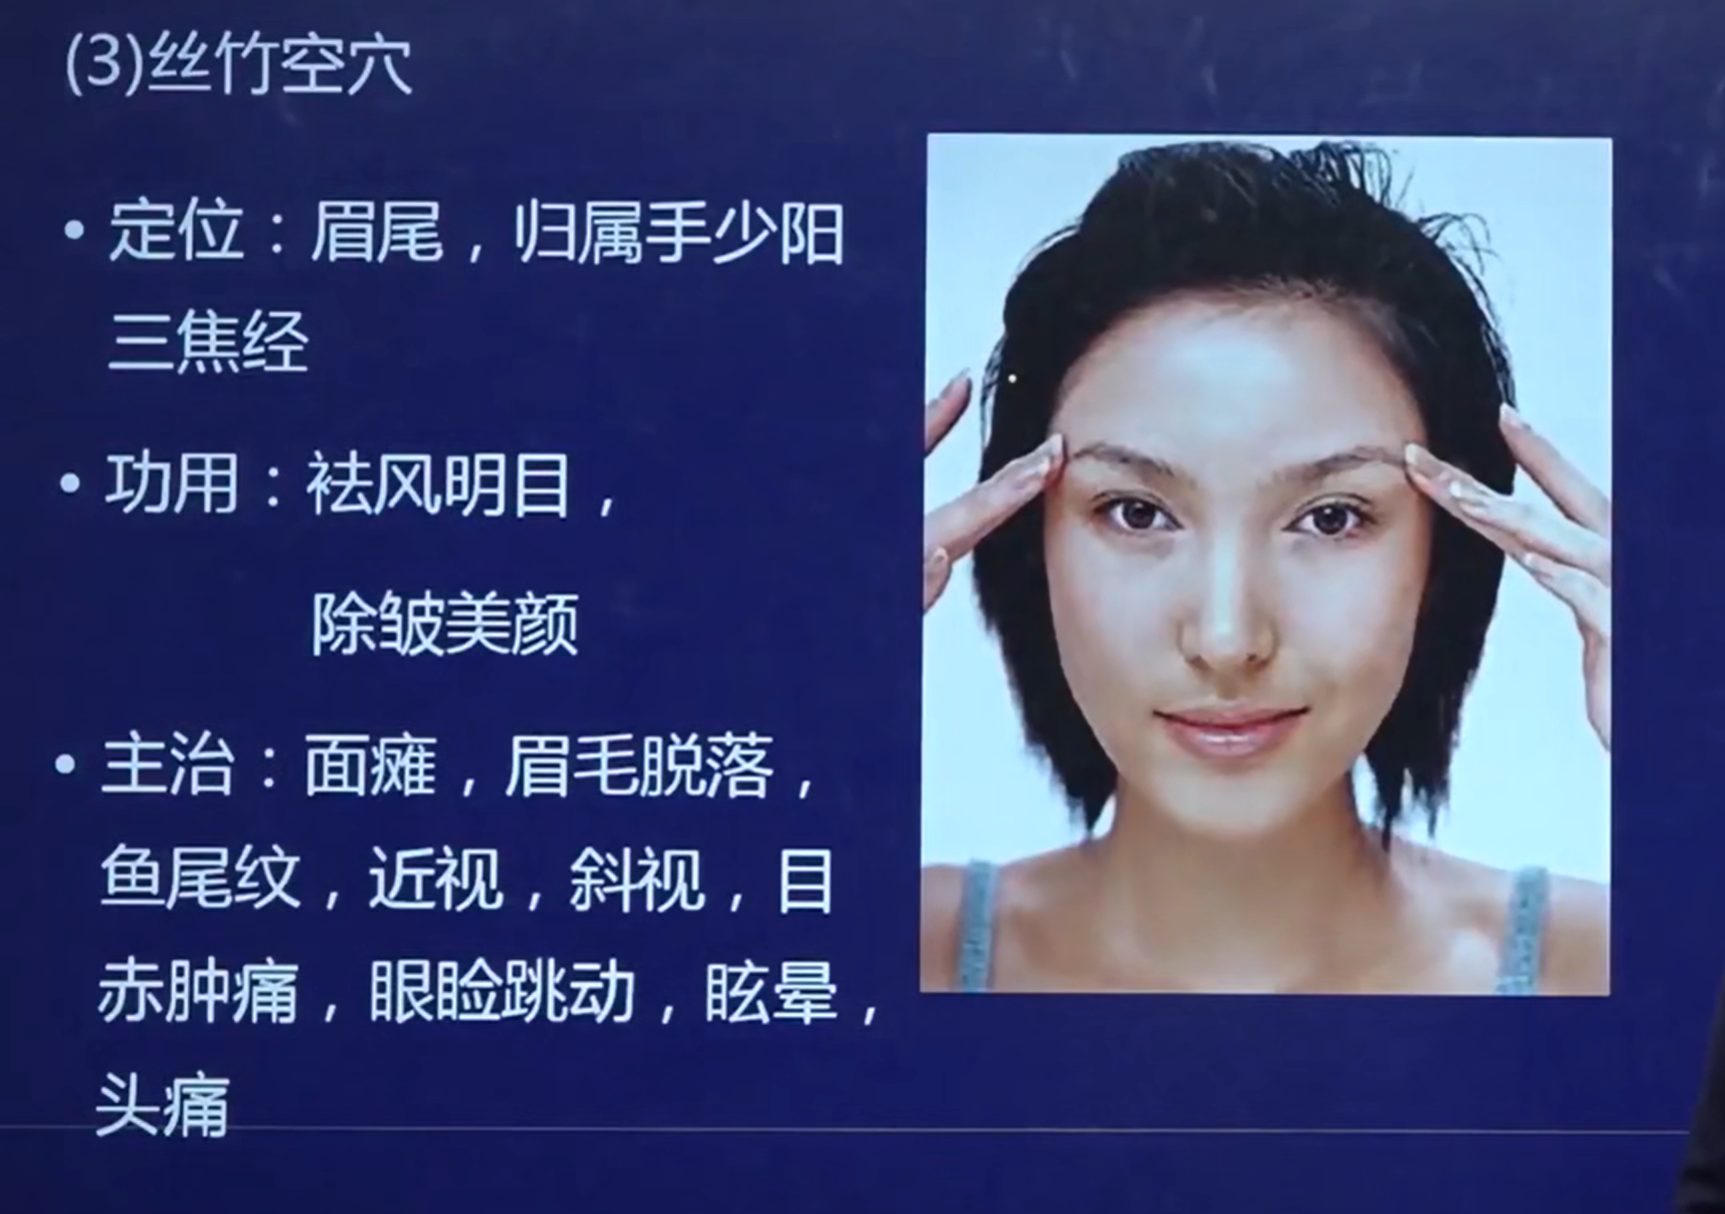 (3)丝竹空穴
• 定位：眉尾，归属手少阳
三焦经
• 功用：祛风明目，
除皱美颜
• 主治：面瘫，眉毛脱落，
鱼尾纹，近视，斜视，目
赤肿痛，眼睑跳动，眩晕，
头痛